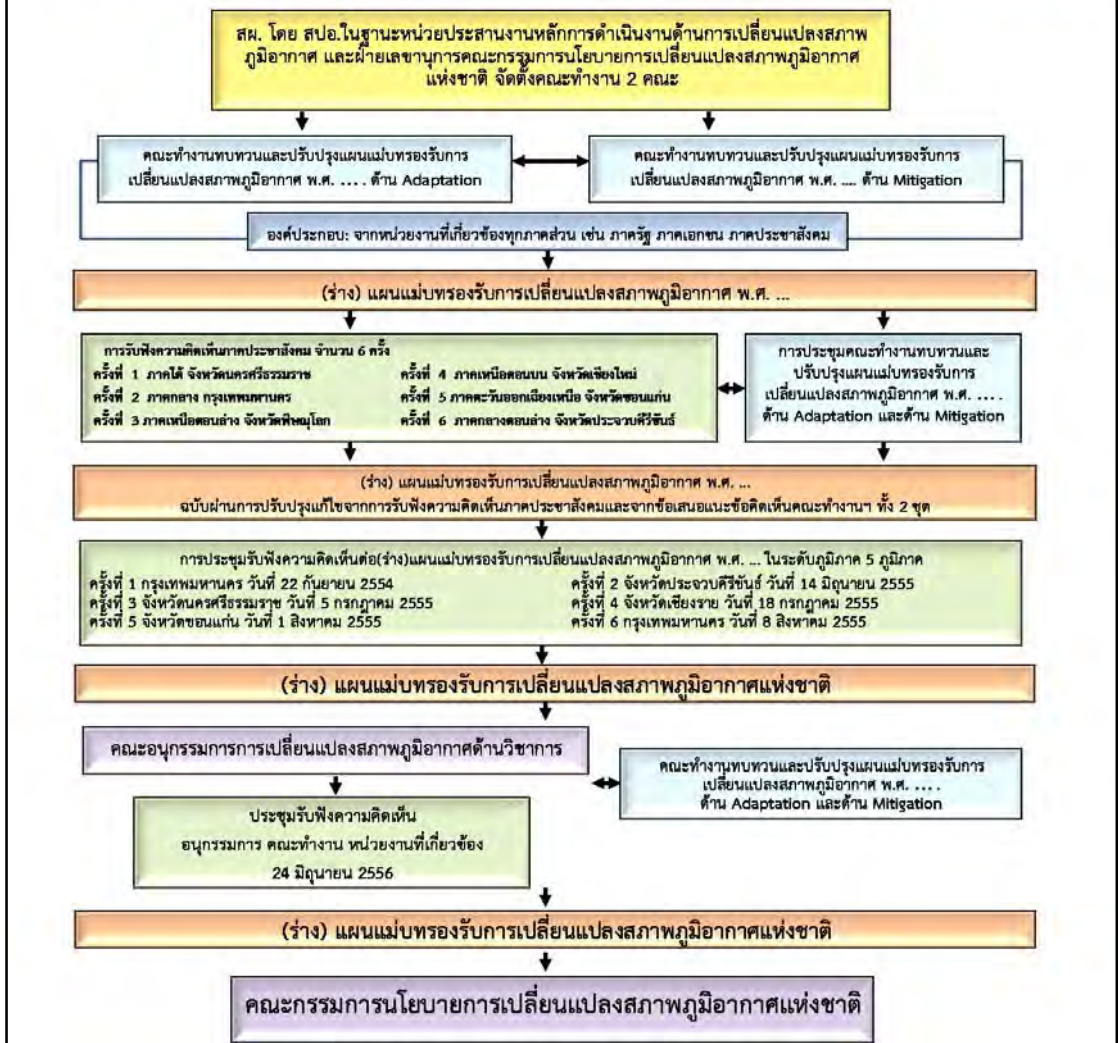 สผ. โดย สปอ.ในฐานะหน่วยประสานงานหลักการดำเนินงานด้านการเปลี่ยนแปลงสภาพ
ภูมิอากาศ และฝ่ายเลขานุการคณะกรรมการนโยบายการเปลี่ยนแปลงสภาพภูมิอากาศ
แห่งชาติ จัดตั้งคณะทำงาน 2 คณะ
คณะทำงานทบทวนและปรับปรุงแผนแม่บทรองรับการ
เปลี่ยนแปลงสภาพภูมิอากาศ พ.ศ. .... ด้าน Adaptation
คณะทำงานทบทวนและปรับปรุงแผนแม่บทรองรับการ
เปลี่ยนแปลงสภาพภูมิอากาศ พ.ศ. .... ด้าน Mitigation
องค์ประกอบ: จากหน่วยงานที่เกี่ยวข้องทุกภาคส่วน เช่น ภาครัฐ ภาคเอกชน ภาคประชาสังคม
(ร่าง) แผนแม่บทรองรับการเปลี่ยนแปลงสภาพภูมิอากาศ พ.ศ. ...
การรับฟังความคิดเห็นภาคประชาสังคม จำนวน 6 ครั้ง
ครั้งที่ 1 ภาคใต้ จังหวัดนครศรีธรรมราช
ครั้งที่ 2 ภาคกลาง กรุงเทพมหานคร
ครั้งที่ 3 ภาคเหนือตอนล่าง จังหวัดพิษณุโลก
ครั้งที่ 4 ภาคเหนือตอนบน จังหวัดเชียงใหม่
ครั้งที่ 5 ภาคตะวันออกเฉียงเหนือ จังหวัดขอนแก่น
ครั้งที่ 6 ภาคกลางตอนล่าง จังหวัดประจวบคีรีขันธ์
การประชุมคณะทำงานทบทวนและ
ปรับปรุงแผนแม่บทรองรับการ
เปลี่ยนแปลงสภาพภูมิอากาศ พ.ศ. ....
ด้าน Adaptation และด้าน Mitigation
(ร่าง) แผนแม่บทรองรับการเปลี่ยนแปลงสภาพภูมิอากาศ พ.ศ. ...
ฉบับผ่านการปรับปรุงแก้ไขจากการรับฟังความคิดเห็นภาคประชาสังคมและจากข้อเสนอแนะข้อคิดเห็นคณะทำงานฯ ทั้ง 2 ชุด
การประชุมรับฟังความคิดเห็นต่อ(ร่าง)แผนแม่บทรองรับการเปลี่ยนแปลงสภาพภูมิอากาศ พ.ศ. ... ในระดับภูมิภาค 5 ภูมิภาค
ครั้งที่ 1 กรุงเทพมหานคร วันที่ 22 กันยายน 2554
ครั้งที่ 2 จังหวัดประจวบคีรีขันธ์ วันที่ 14 มิถุนายน 2555
ครั้งที่ 3 จังหวัดนครศรีธรรมราช วันที่ 5 กรกฎาคม 2555
ครั้งที่ 4 จังหวัดเชียงราย วันที่ 18 กรกฎาคม 2555
ครั้งที่ 5 จังหวัดขอนแก่น วันที่ 1 สิงหาคม 2555
ครั้งที่ 6 กรุงเทพมหานคร วันที่ 8 สิงหาคม 2555
(ร่าง) แผนแม่บทรองรับการเปลี่ยนแปลงสภาพภูมิอากาศแห่งชาติ
คณะอนุกรรมการการเปลี่ยนแปลงสภาพภูมิอากาศด้านวิชาการ
คณะทำงานทบทวนและปรับปรุงแผนแม่บทรองรับการ
เปลี่ยนแปลงสภาพภูมิอากาศ พ.ศ. ....
ด้าน Adaptation และด้าน Mitigation
ประชุมรับฟังความคิดเห็น
อนุกรรมการ คณะทำงาน หน่วยงานที่เกี่ยวข้อง
24 มิถุนายน 2556
(ร่าง) แผนแม่บทรองรับการเปลี่ยนแปลงสภาพภูมิอากาศแห่งชาติ
คณะกรรมการนโยบายการเปลี่ยนแปลงสภาพภูมิอากาศแห่งชาติ